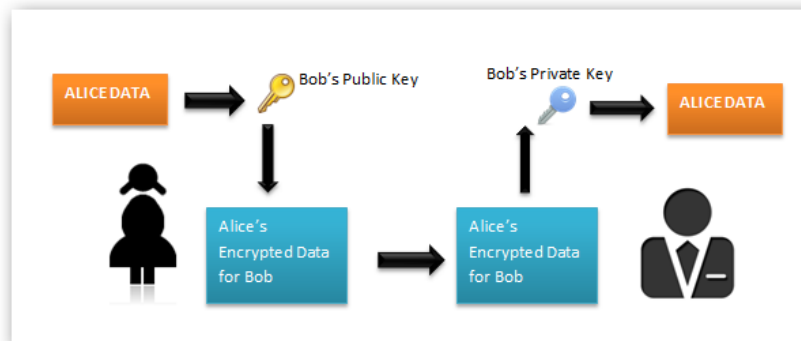 ALICE DATA
Bob's Public Key
Bob's Private Key
ALICE DATA
Alice's
Encrypted Data
for Bob
Alice's
Encrypted Data
for Bob